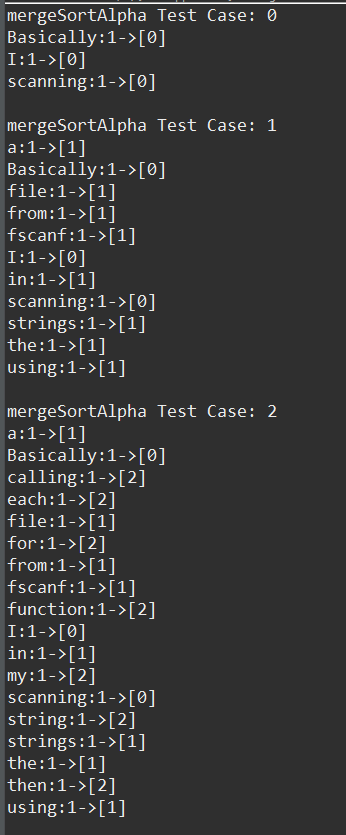 mergeSortAlpha Test Case: 0
Basically:1->[0]
I:1->[0]
scanning:1->[0]
mergeSortAlpha Test Case: 1
a:1->[1]
Basically:1->[0]
file:1->[1]
from:1->[1]
fscanf:1->[1]
I:1->[0]
in:1->[1]
scanning:1->[0]
strings:1->[1]
the:1->[1]
using:1->[1]
mergeSortAlpha Test Case: 2
a:1->[1]
Basically:1->[0]
calling:1->[2]
each:1->[2]
file:1->[1]
for:1->[2]
from:1->[1]
fscanf:1->[1]
function:1->[2]
I:1->[0]
in:1->[1]
my:1->[2]
scanning:1->[0]
string:1->[2]
strings:1->[1]
the:1->[1]
then:1->[2]
using:1->[1]